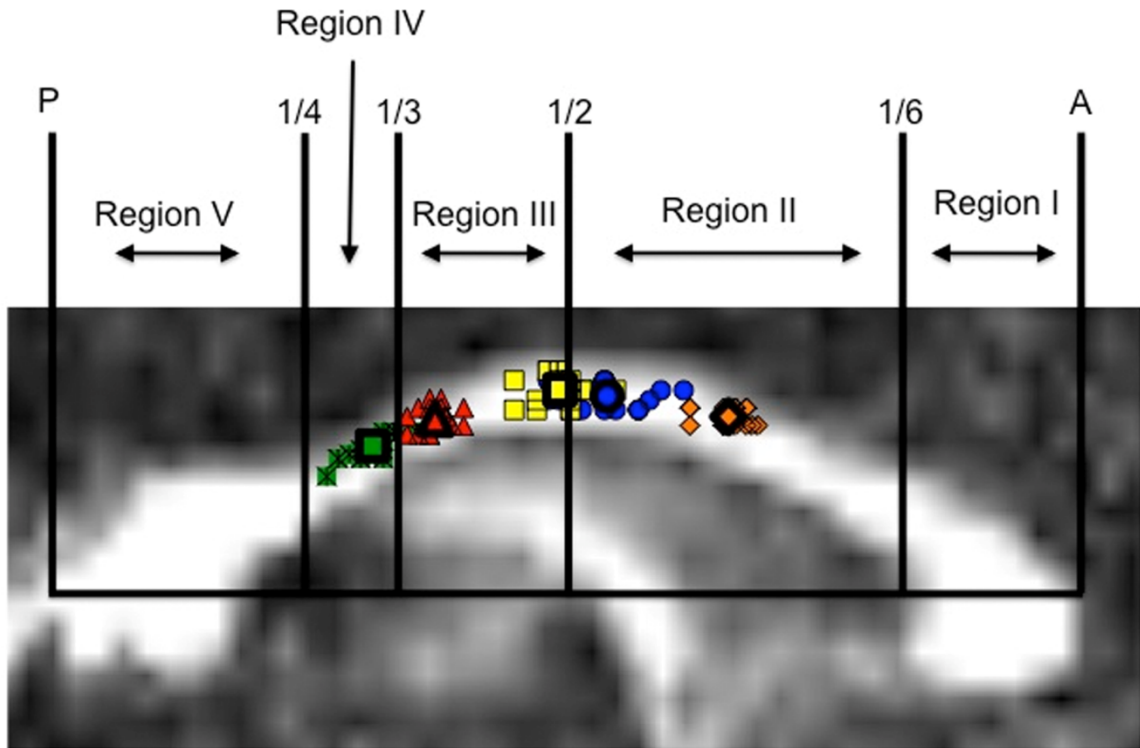 Region IV
P
1/4
1/3
1/2
1/6
A
Region V
Region III
Region II
Region I